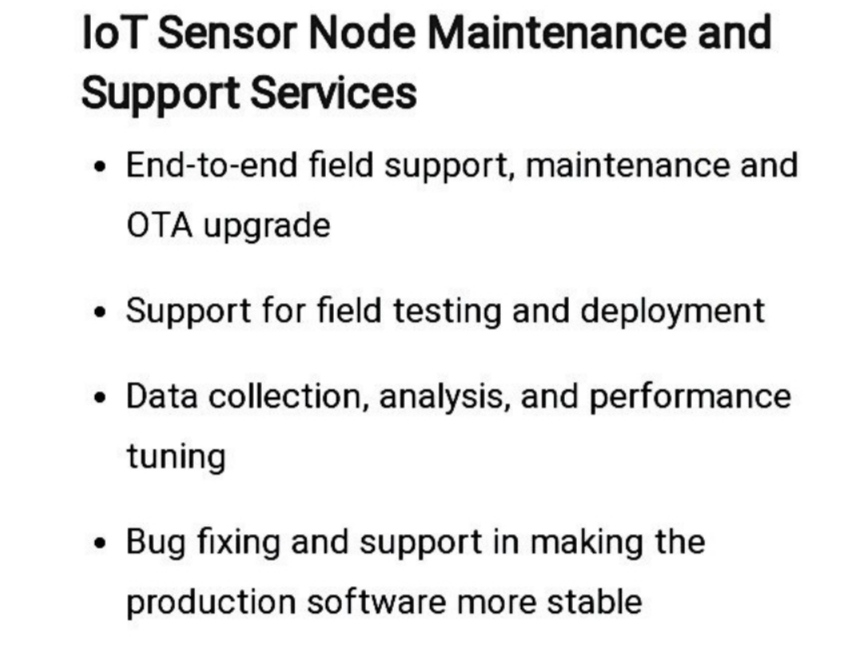 IoT Sensor Node Maintenance and
Support Services
• End-to-end field support, maintenance and
OTA upgrade
• Support for field testing and deployment
• Data collection, analysis, and performance
tuning
• Bug fixing and support in making the
production software more stable